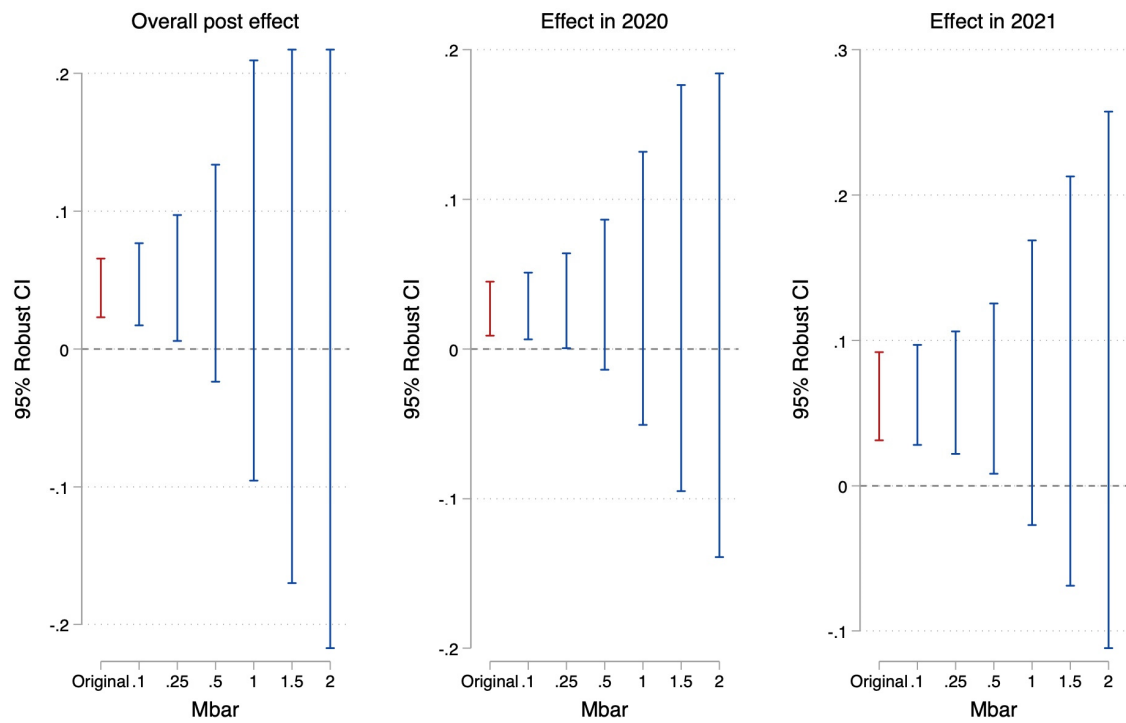 Overall post effect
95% Robust CI
.2
.1
0
-.1
-.2
Original .1 .25 .5 1 1.5 2
Mbar
Effect in 2020
95% Robust CI
.2
.1
0
-.1
-.2
Original .1 .25 .5 1 1.5 2
Mbar
Effect in 2021
95% Robust CI
.3
.2
.1
0
-.1
Original .1 .25 .5 1 1.5 2
Mbar